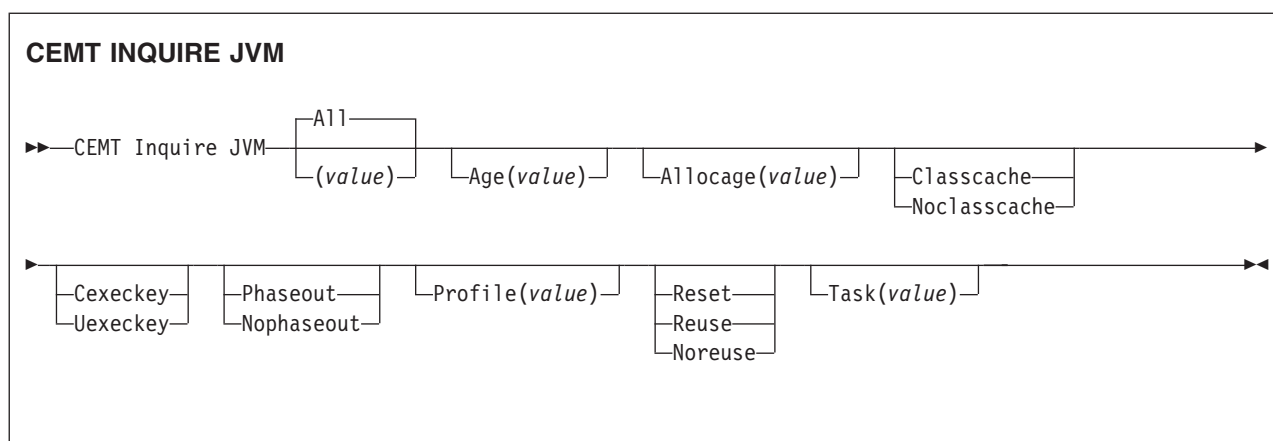 CEMT INQUIRE JVM
All
CEMT Inquire JVM
(value) Age(value) Allocage(value) Classcache
Noclasscache
Cexeckey Phaseout Profile(value) Reset Task(value)
Uexeckey Nophaseout Reuse
Noreuse